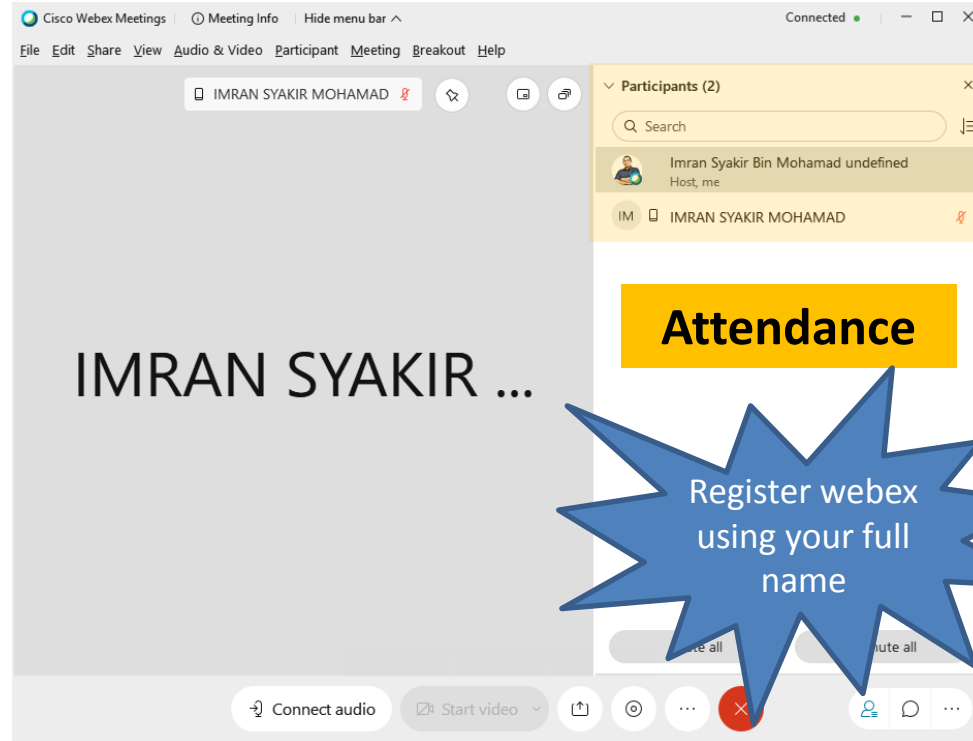 Cisco Webex Meetings Meeting Info Hide menu bar Connected
File Edit Share View Audio & Video Participant Meeting Breakout Help
IMRAN SYAKIR MOHAMAD
Participants (2)
Search
Imran Syakir Bin Mohamad undefined
Host, me
IM IMRAN SYAKIR MOHAMAD
IMRAN SYAKIR ...
Attendance
Register webex
using your full
name
all all
Connect audio Start video